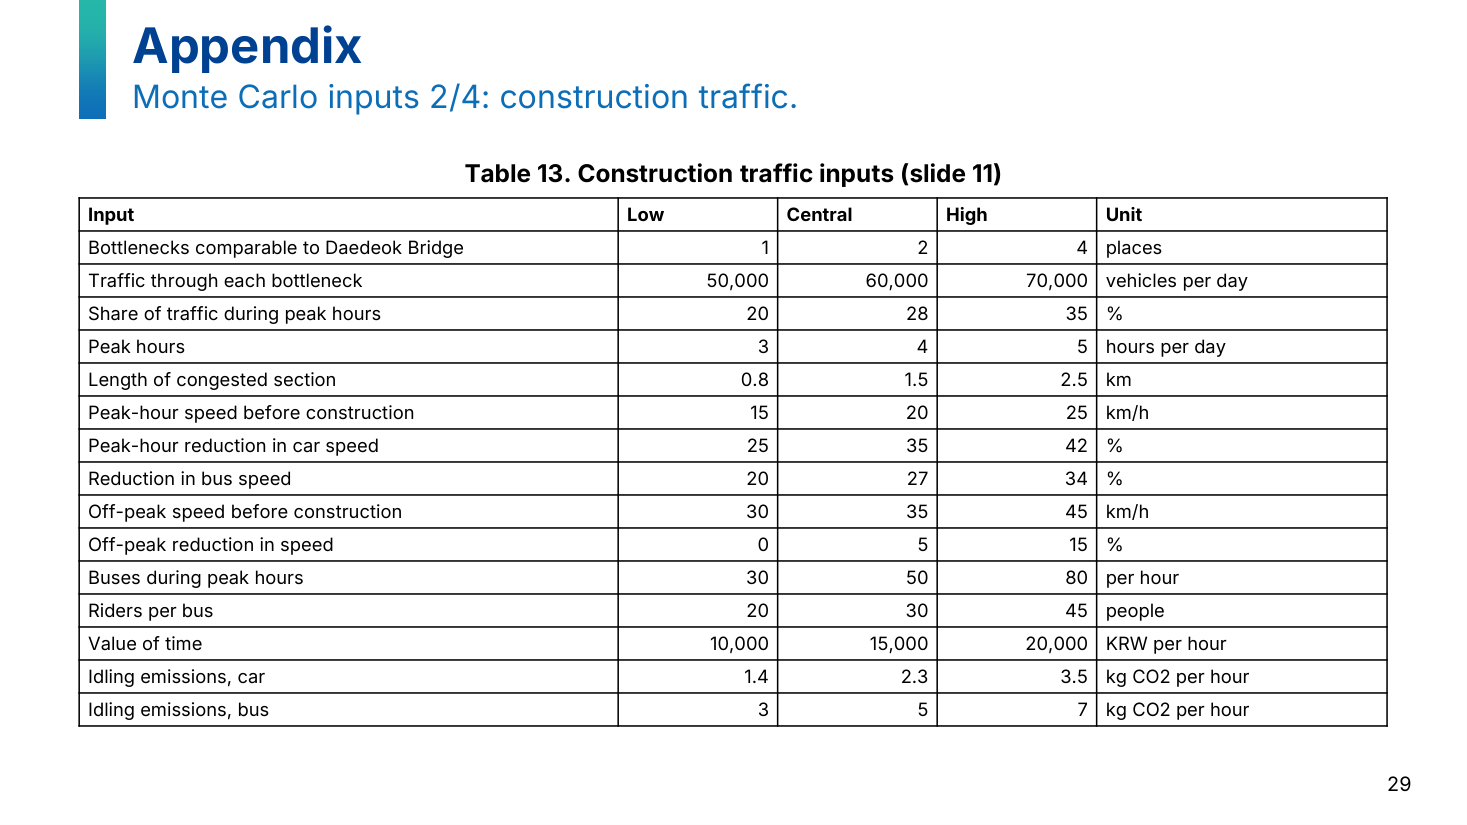 Appendix
Monte Carlo inputs 2/4: construction traffic.
Table 13. Construction traffic inputs (slide 11)
Input Low Central High Unit
Bottlenecks comparable to Daedeok Bridge 1 2 4 places
Traffic through each bottleneck 50,000 60,000 70,000 vehicles per day
Share of traffic during peak hours 20 28 35 %
Peak hours 3 4 5 hours per day
Length of congested section 0.8 1.5 2.5 km
Peak-hour speed before construction 15 20 25 km/h
Peak-hour reduction in car speed 25 35 42 %
Reduction in bus speed 20 27 34 %
Off-peak speed before construction 30 35 45 km/h
Off-peak reduction in speed 0 5 15 %
Buses during peak hours 30 50 80 per hour
Riders per bus 20 30 45 people
Value of time 10,000 15,000 20,000 KRW per hour
Idling emissions, car 1.4 2.3 3.5 kg CO2 per hour
Idling emissions, bus 3 5 7 kg CO2 per hour
29